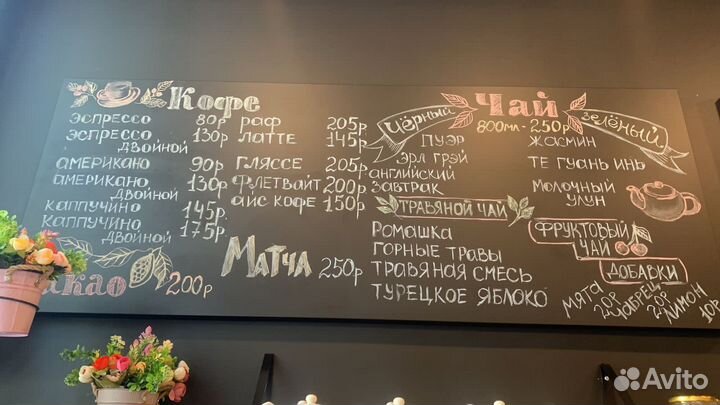 Кофе
эспрессо 80р
эспрессо двойной 130р
американо 90р
американо двойной 130р
каппучино 145р.
каппучино двойной 175р.
раф 205р
латте 145р.
глясse 205р
флетвайт 200р
айс кофе 150р
какао 200р
Матча 250р
Чай
800мл - 250р
чёрный
пуэр
эрл грэй
английский завтрак
зелёный
жасмин
те гуань инь
молочный улун
травяной чай
ромашка
горные травы
травяная смесь
турецкое яблоко
фруктовый чай
добавки
мята 20р
чабрец 20р
лимон 10р
Avito